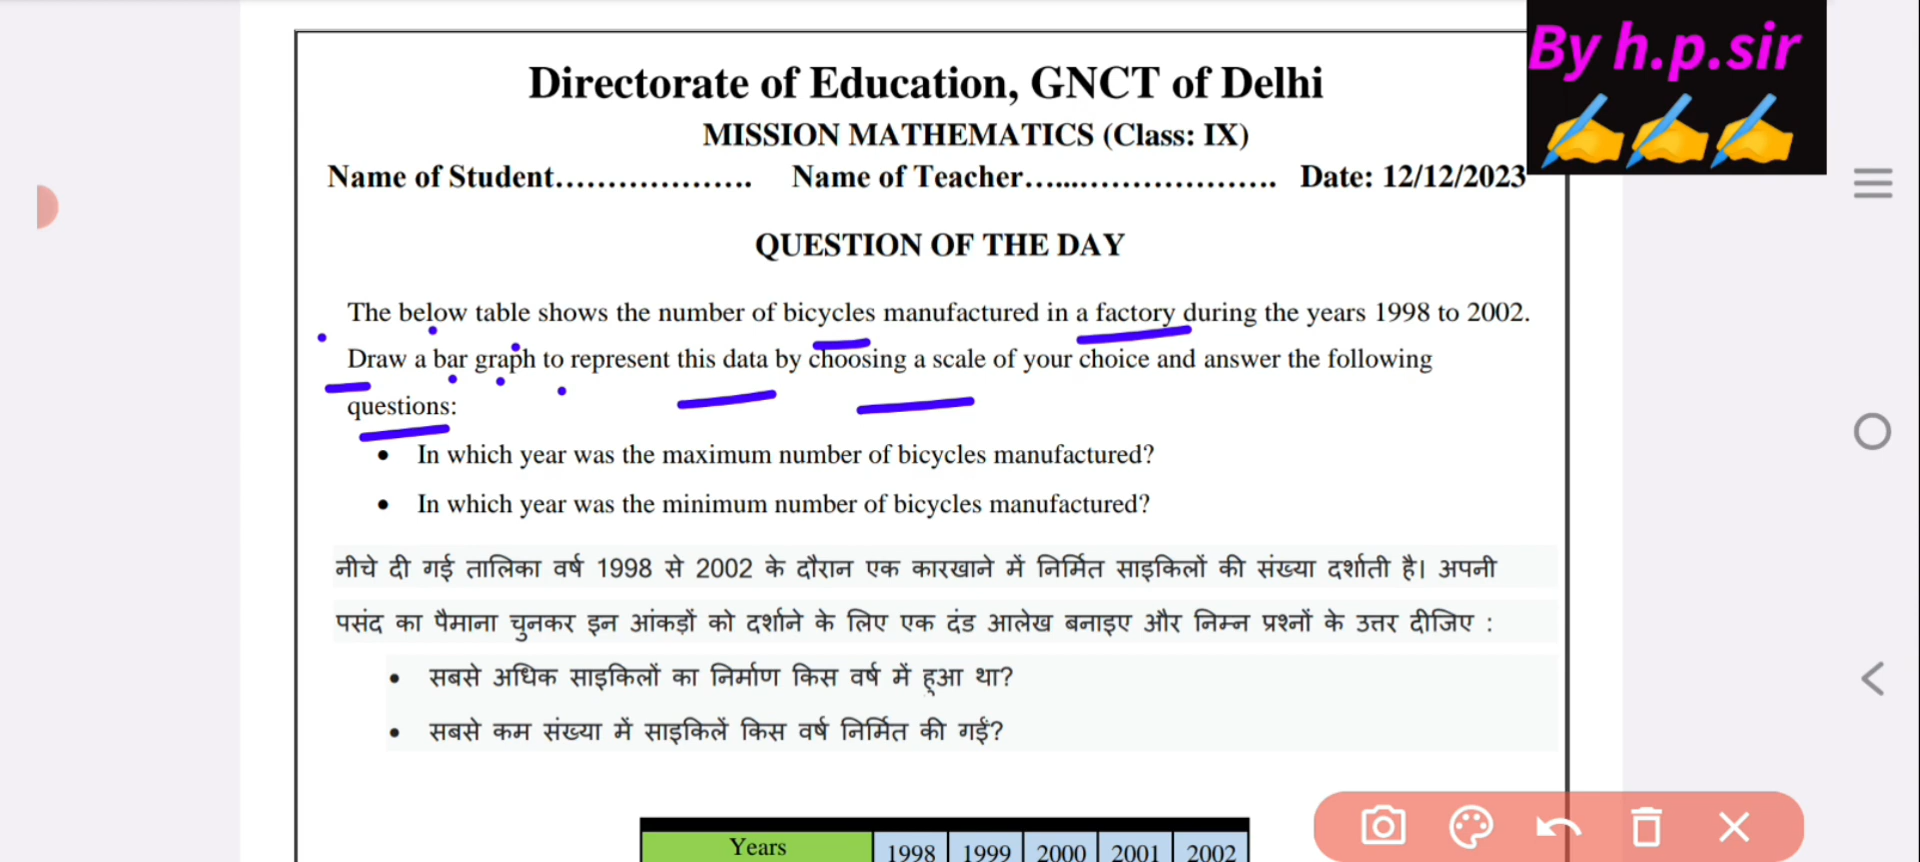 By h.p.sir
Directorate of Education, GNCT of Delhi
MISSION MATHEMATICS (Class: IX)
Name of Student................... Name of Teacher........................... Date: 12/12/2023
QUESTION OF THE DAY
The below table shows the number of bicycles manufactured in a factory during the years 1998 to 2002.
Draw a bar graph to represent this data by choosing a scale of your choice and answer the following
questions:
• In which year was the maximum number of bicycles manufactured?
• In which year was the minimum number of bicycles manufactured?
नीचे दी गई तालिका वर्ष 1998 से 2002 के दौरान एक कारखाने में निर्मित साइकिलों की संख्या दर्शाती है। अपनी
पसंद का पैमाना चुनकर इन आंकड़ों को दर्शाने के लिए एक दंड आलेख बनाइए और निम्न प्रश्नों के उत्तर दीजिए :
• सबसे अधिक साइकिलों का निर्माण किस वर्ष में हुआ था?
• सबसे कम संख्या में साइकिलें किस वर्ष निर्मित की गईं?
Years 1998 1999 2000 2001 2002